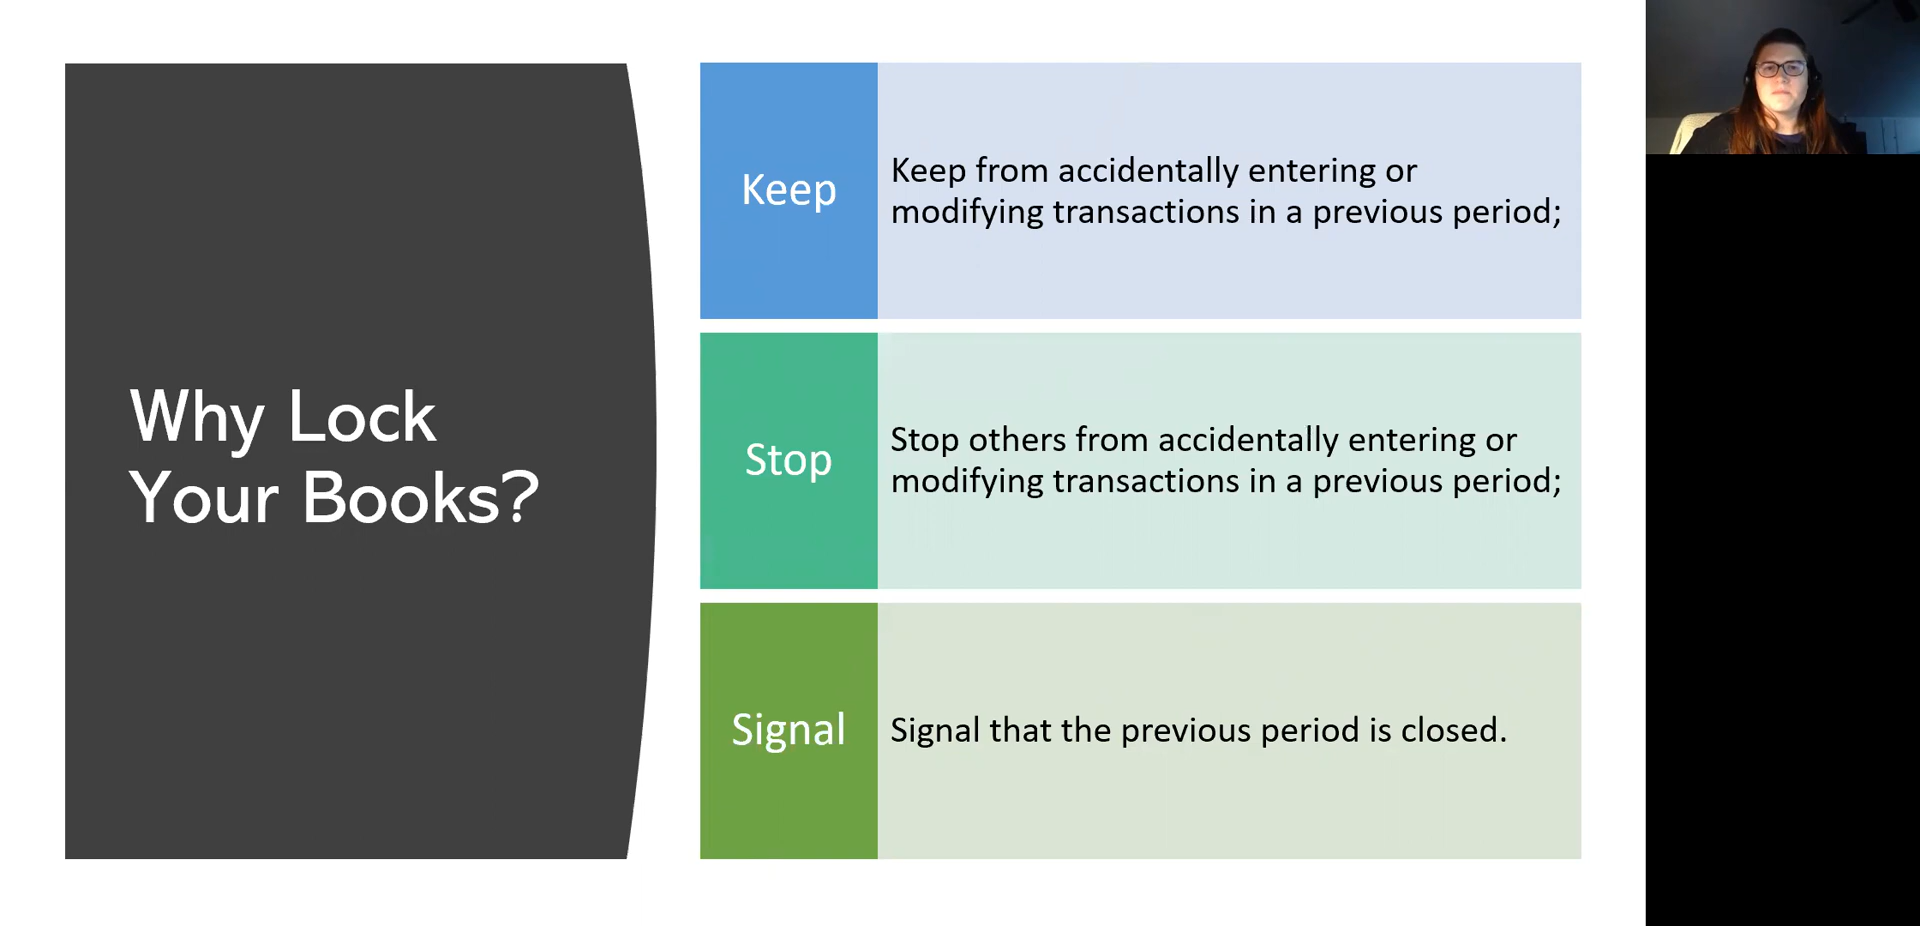 Why Lock
Your Books?
Keep
Keep from accidentally entering or
modifying transactions in a previous period;
Stop
Stop others from accidentally entering or
modifying transactions in a previous period;
Signal
Signal that the previous period is closed.